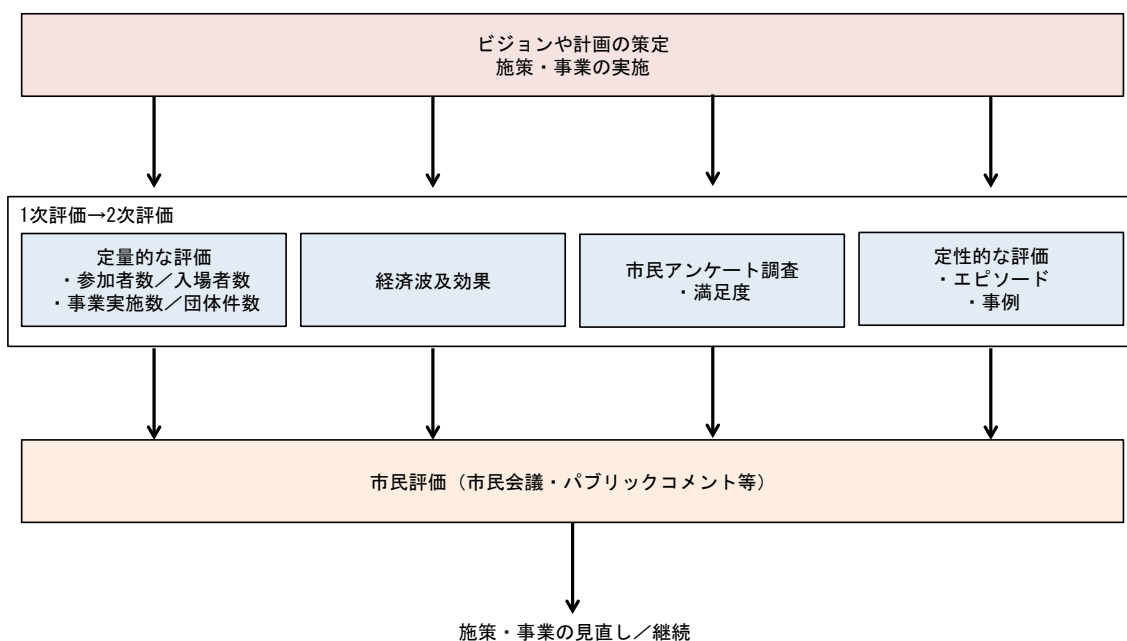 ビジョンや計画の策定
施策・事業の実施
1次評価→2次評価
定量的な評価
・参加者数／入場者数
・事業実施数／団体件数
経済波及効果
市民アンケート調査
・満足度
定性的な評価
・エピソード
・事例
市民評価（市民会議・パブリックコメント等）
施策・事業の見直し／継続